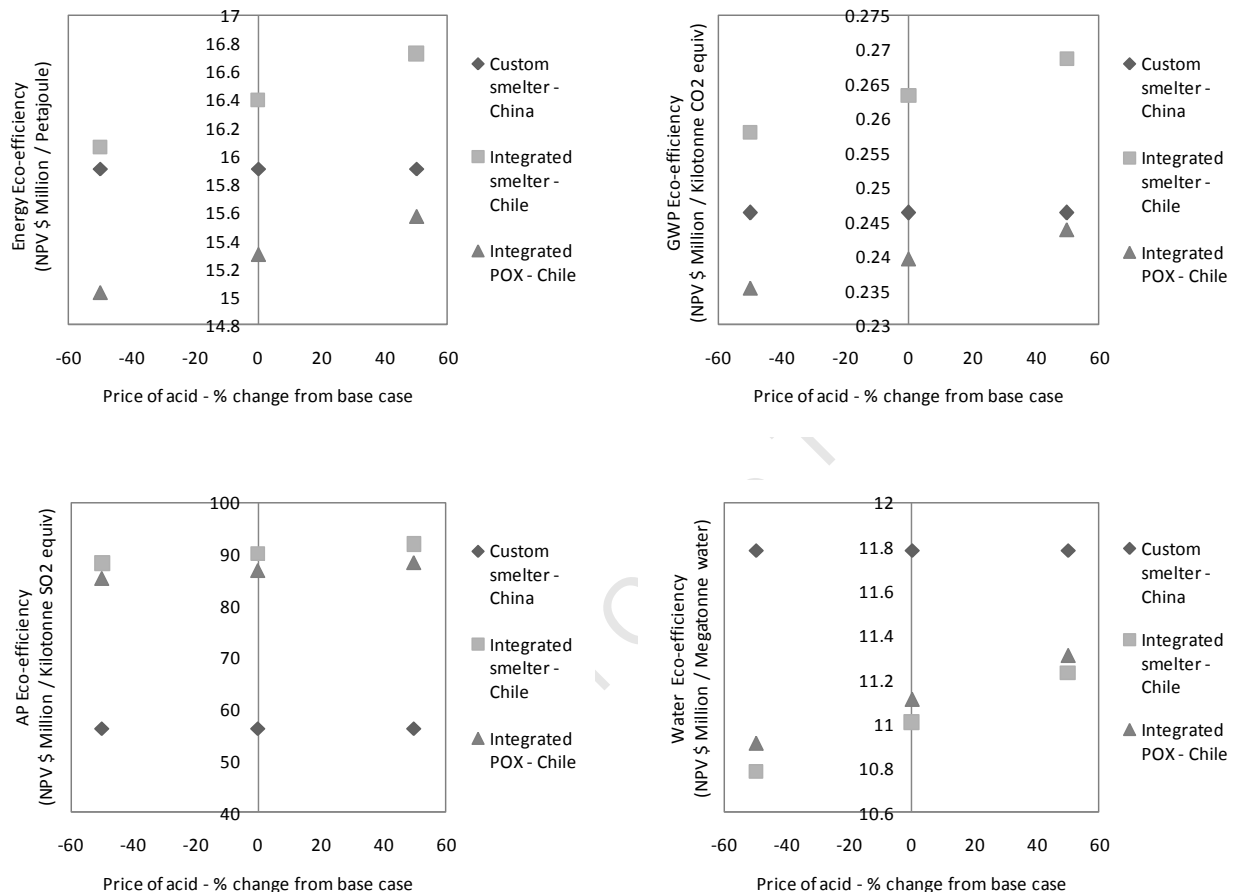 Energy Eco-efficiency
(NPV $ Million / Petajoule
17
16.8
16.6
16.4
16.2
16
15.8
15.6
15.4
15.2
15
14.8
-60
-40
-20
0
20
40
60
Price of acid - % change from base case
Custom
smelter -
China
Integrated
smelter -
Chile
Integrated
POX - Chile
GWP Eco-efficiency
(NPV $ Million / Kilotonne CO2 equiv)
0.275
0.27
0.265
0.26
0.255
0.25
0.245
0.24
0.235
0.23
-60
-40
-20
0
20
40
60
Price of acid - % change from base case
Custom
smelter -
China
Integrated
smelter -
Chile
Integrated
POX - Chile
AP Eco-efficiency
(NPV $ Million / Kilotonne SO2 equiv)
100
90
80
70
60
50
40
-60
-40
-20
0
20
40
60
Price of acid - % change from base case
Custom
smelter -
China
Integrated
smelter -
Chile
Integrated
POX - Chile
Water Eco-efficiency
(NPV $ Million / Megatonne water)
12
11.8
11.6
11.4
11.2
11
10.8
10.6
-60
-40
-20
0
20
40
60
Price of acid - % change from base case
Custom
smelter -
China
Integrated
smelter -
Chile
Integrated
POX - Chile